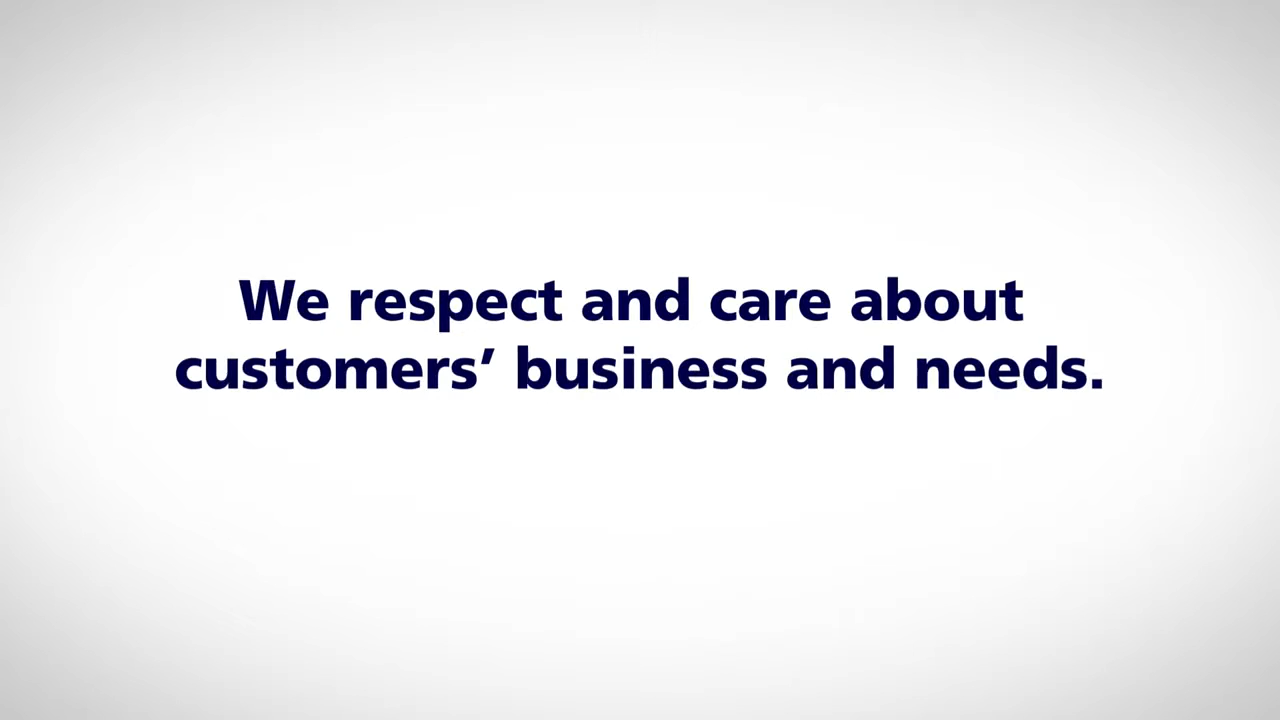 We respect and care about
customers’ business and needs.